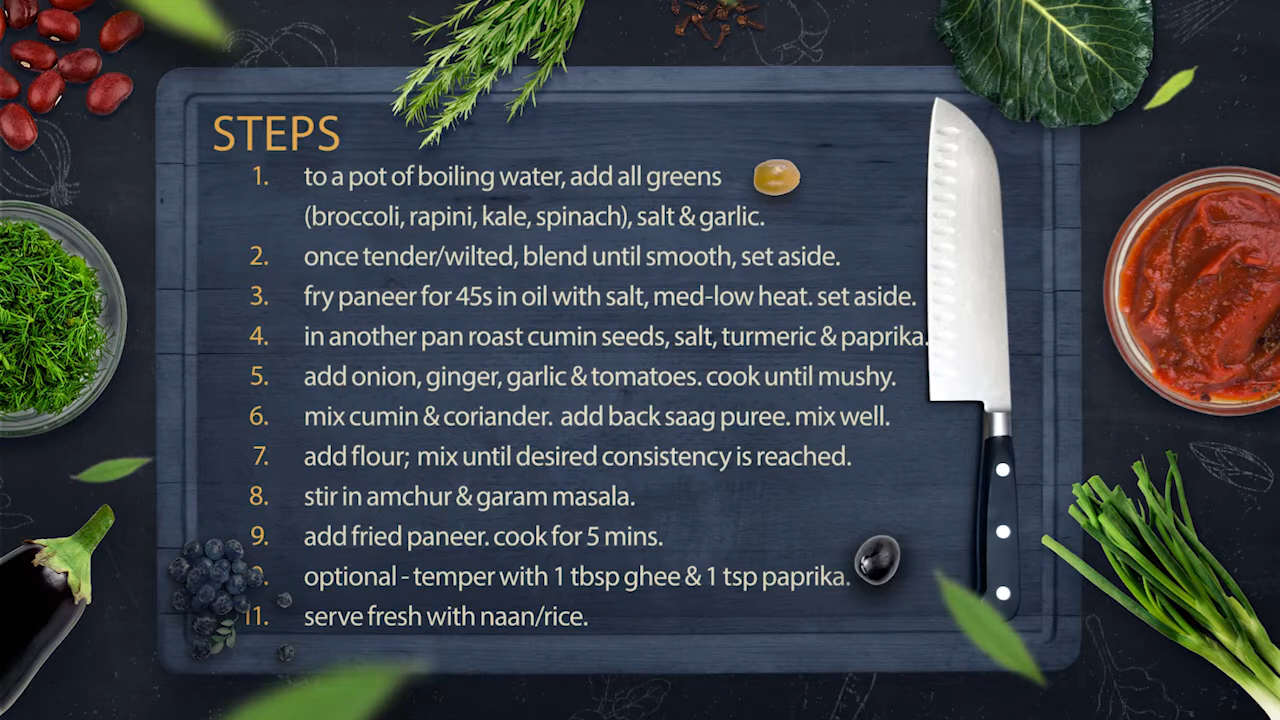 STEPS
1. to a pot of boiling water, add all greens
(broccoli, rapini, kale, spinach), salt & garlic.
2. once tender/wilted, blend until smooth, set aside.
3. fry paneer for 45s in oil with salt, med-low heat. set aside.
4. in another pan roast cumin seeds, salt, turmeric & paprika.
5. add onion, ginger, garlic & tomatoes. cook until mushy.
6. mix cumin & coriander. add back saag puree. mix well.
7. add flour; mix until desired consistency is reached.
8. stir in amchur & garam masala.
9. add fried paneer. cook for 5 mins.
optional - temper with 1 tbsp ghee & 1 tsp paprika.
11. serve fresh with naan/rice.